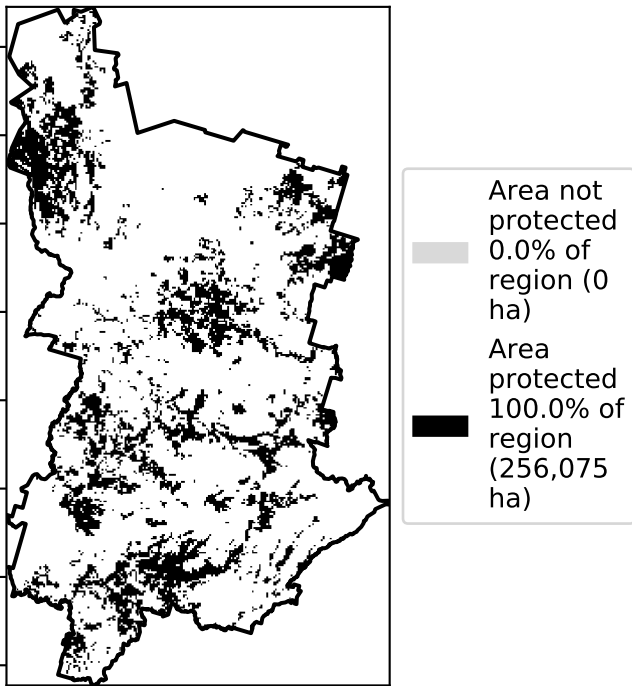 Area not
protected
0.0% of
region (0
ha)
Area
protected
100.0% of
region
(256,075
ha)